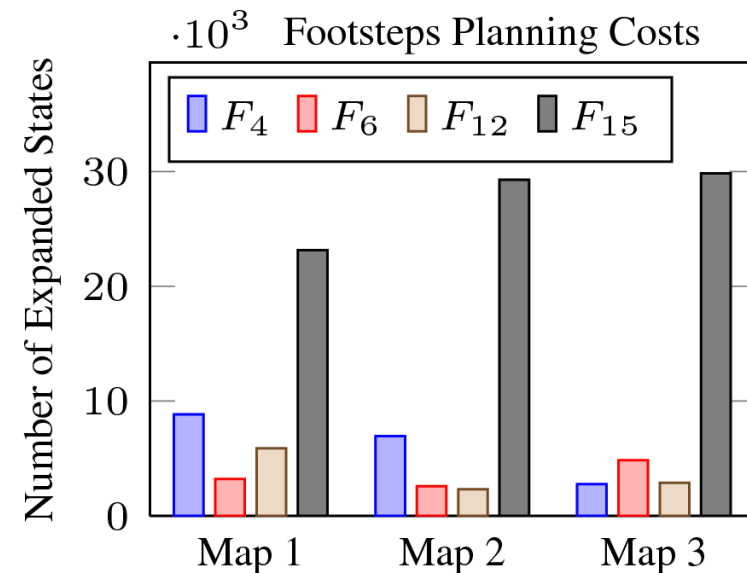 ·10³ Footsteps Planning Costs
Number of Expanded States
F₄ F₆ F₁₂ F₁₅
30
20
10
0
Map 1 Map 2 Map 3